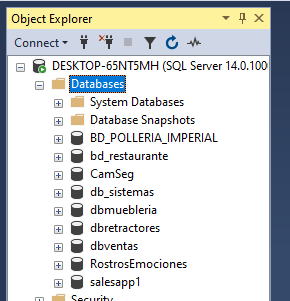 Object Explorer
Connect
DESKTOP-65NT5MH (SQL Server 14.0.100
Databases
System Databases
Database Snapshots
BD_POLLERIA_IMPERIAL
bd_restaurante
CamSeg
db_sistemas
dbmuebleria
dbretractores
dbventas
RostrosEmociones
salesapp1
Security